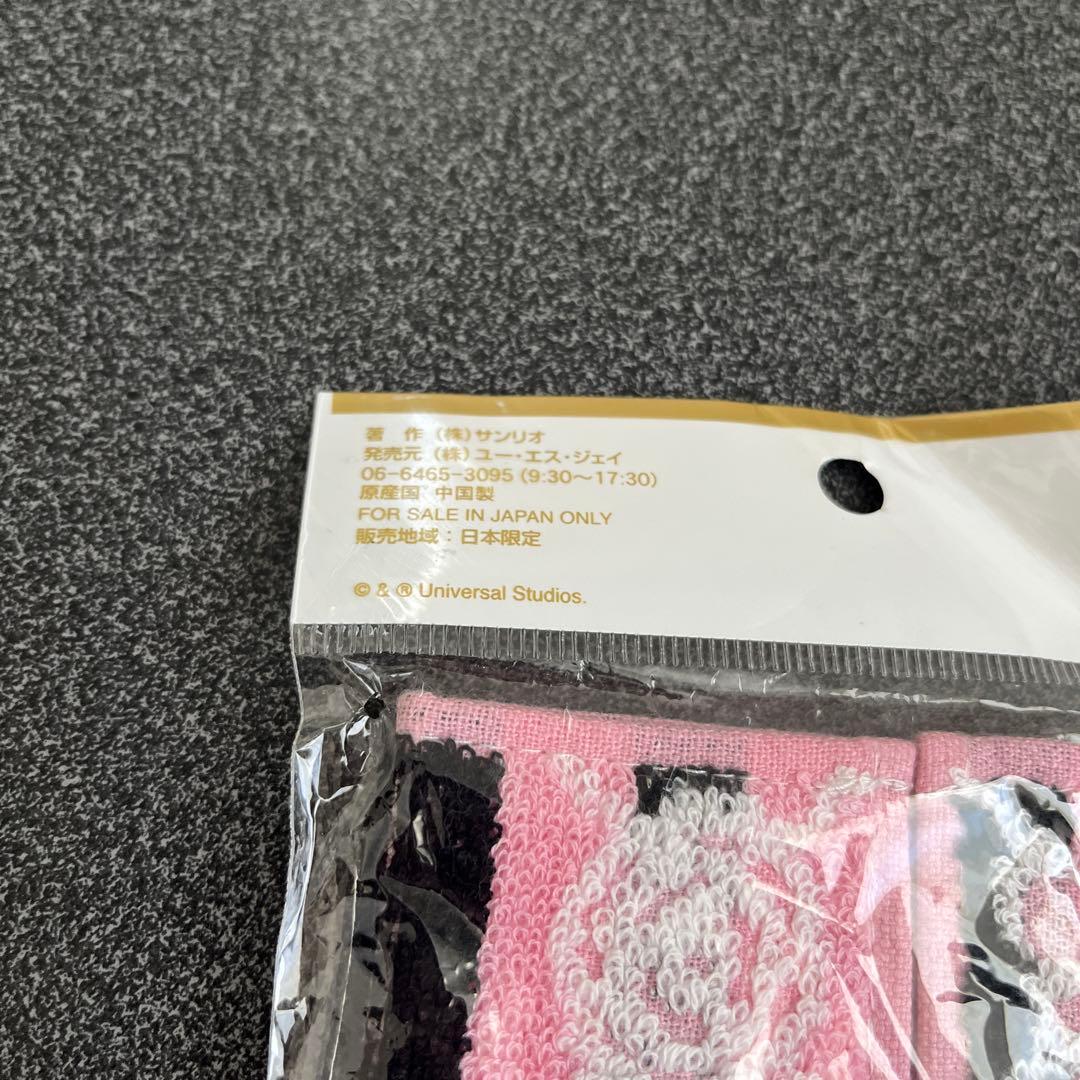 著　作（株）サンリオ
発売元（株）ユー・エス・ジェイ
06-6465-3095（9:30～17:30）
原産国　中国製
FOR SALE IN JAPAN ONLY
販売地域：日本限定
© & ® Universal Studios.